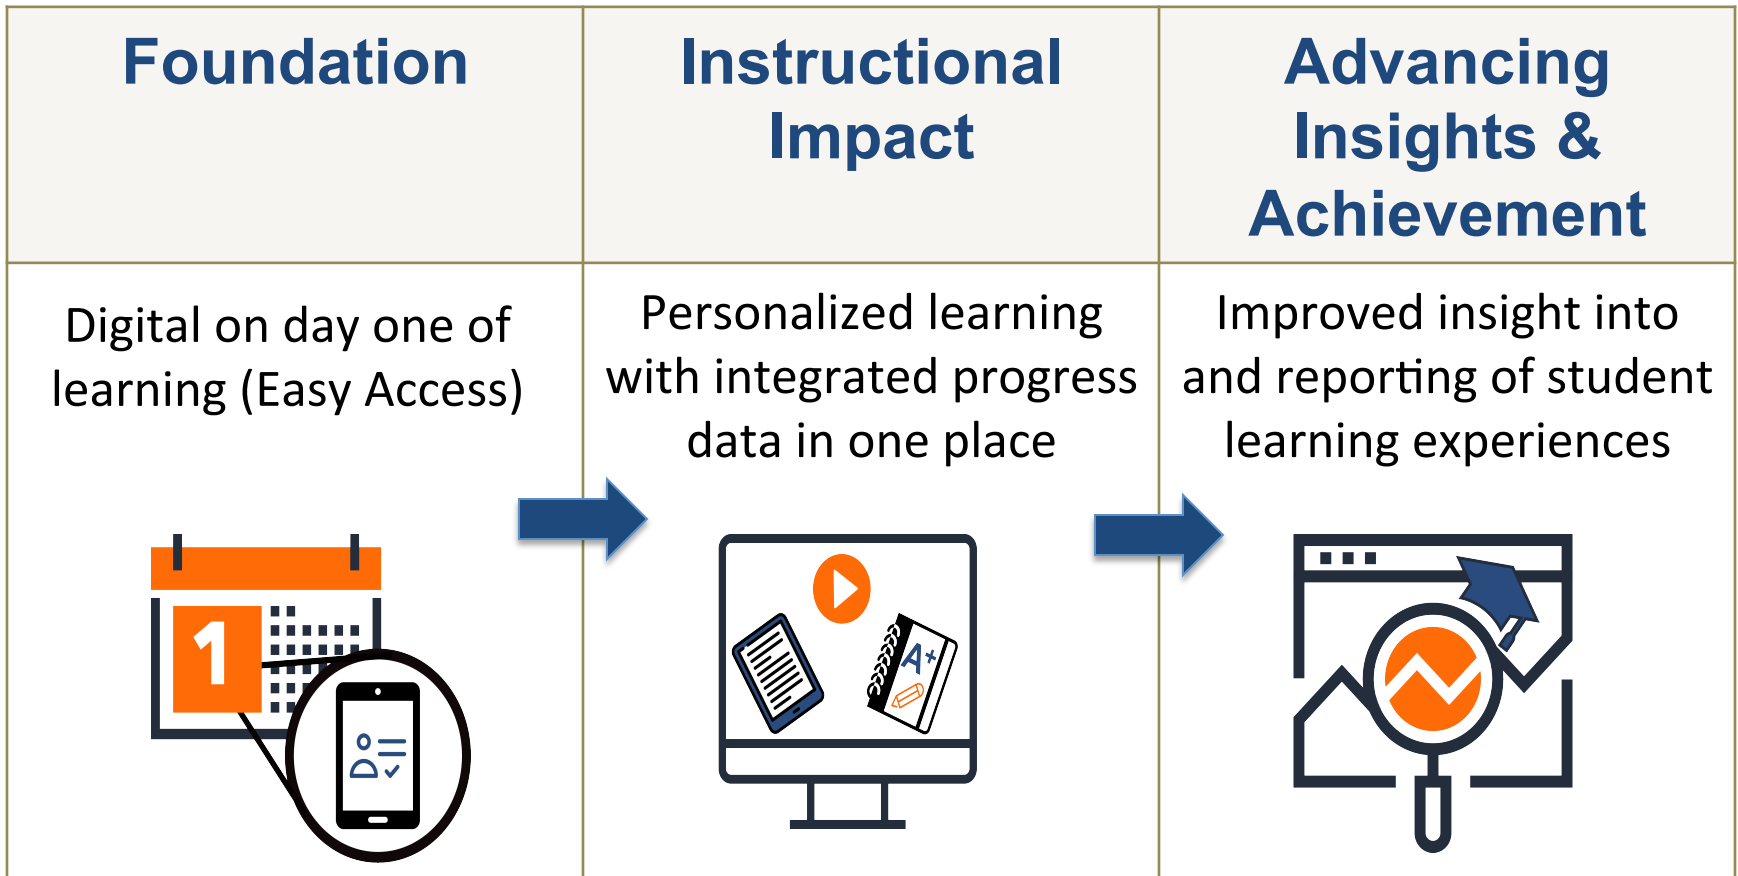 Foundation
Instructional
Impact
Advancing
Insights &
Achievement
Digital on day one of
learning (Easy Access)
Personalized learning
with integrated progress
data in one place
Improved insight into
and reporting of student
learning experiences
1
A+